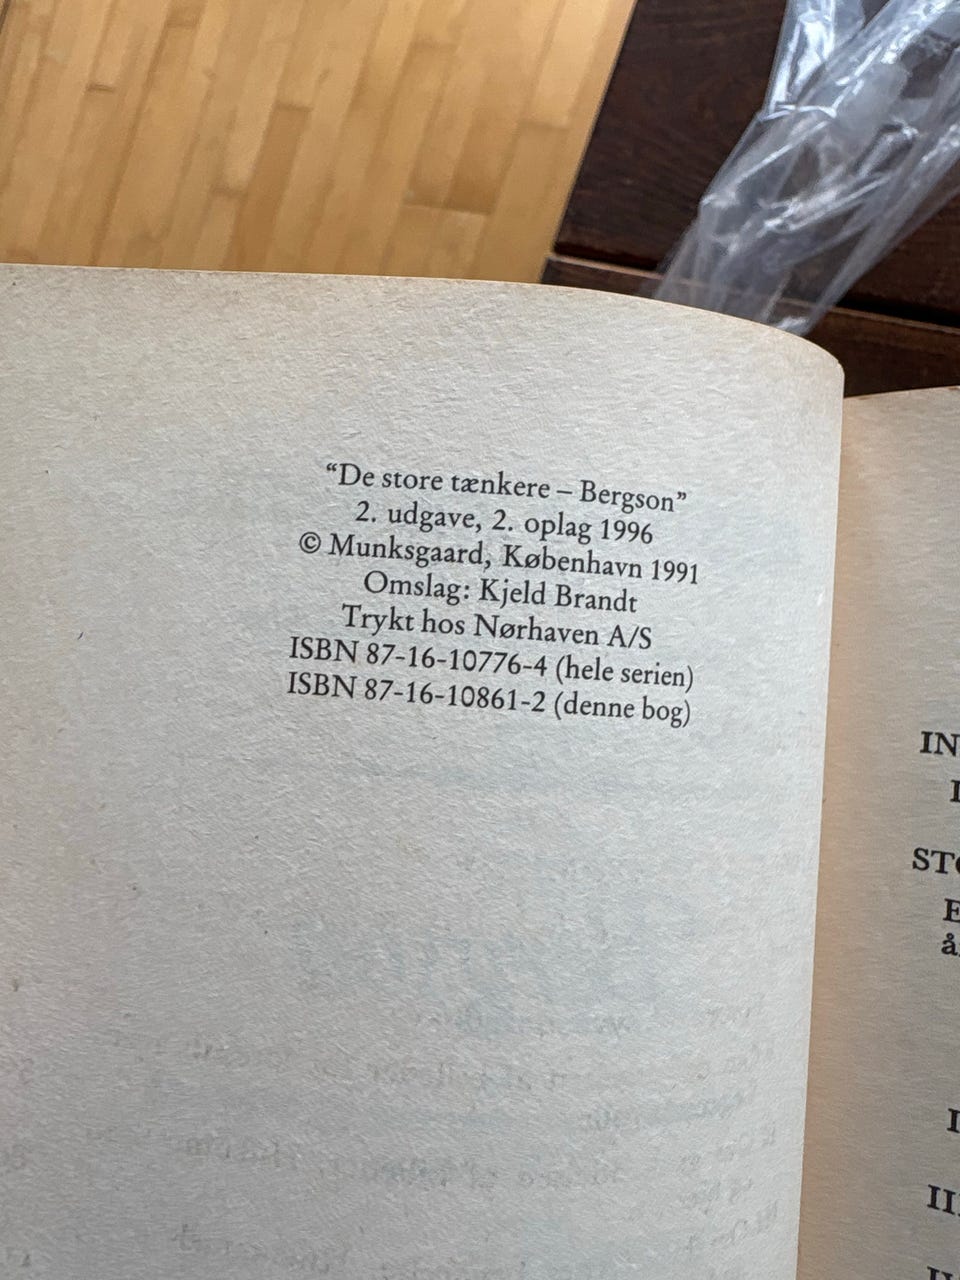 “De store tænkere – Bergson”
2. udgave, 2. oplag 1996
© Munksgaard, København 1991
Omslag: Kjeld Brandt
Trykt hos Nørhaven A/S
ISBN 87-16-10776-4 (hele serien)
ISBN 87-16-10861-2 (denne bog)